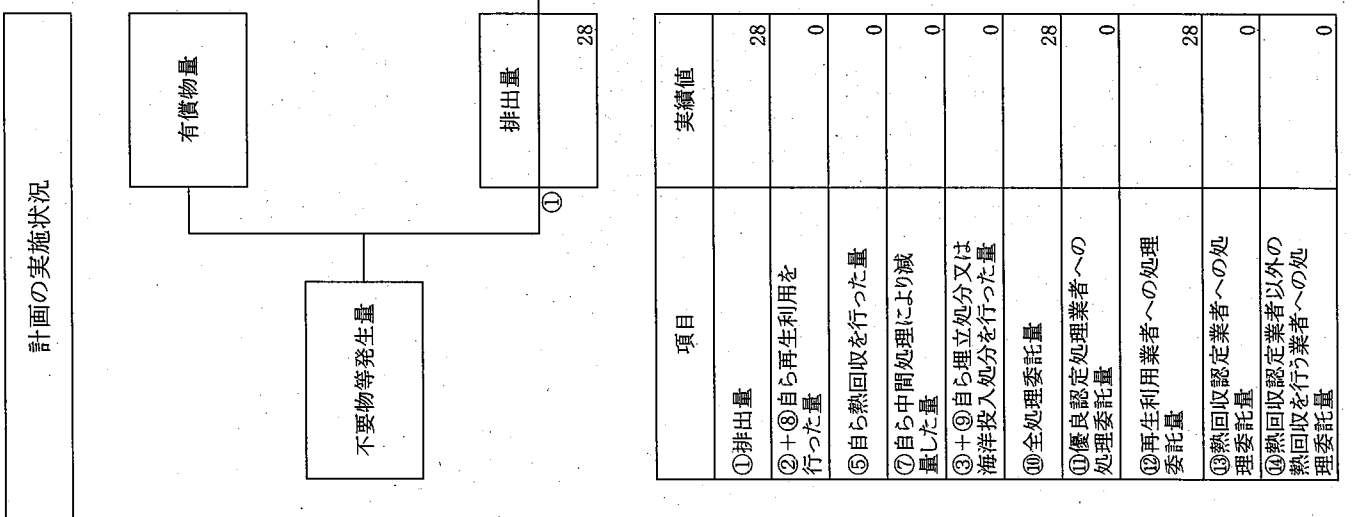 計画の実施状況
有償物量
不要物等発生量
①
排出量
28
項目
実績値
①排出量
28
②+⑧自ら再生利用を
行った量
0
⑤自ら熱回収を行った量
0
⑦自ら中間処理により減
量した量
0
③+⑨自ら埋立処分又は
海洋投入処分を行った量
0
⑩全処理委託量
28
⑪優良認定処理業者への
処理委託量
0
⑫再生利用業者への処理
委託量
28
⑬熱回収認定業者への処
理委託量
0
⑭熱回収認定業者以外の
熱回収を行う業者への処
理委託量
0